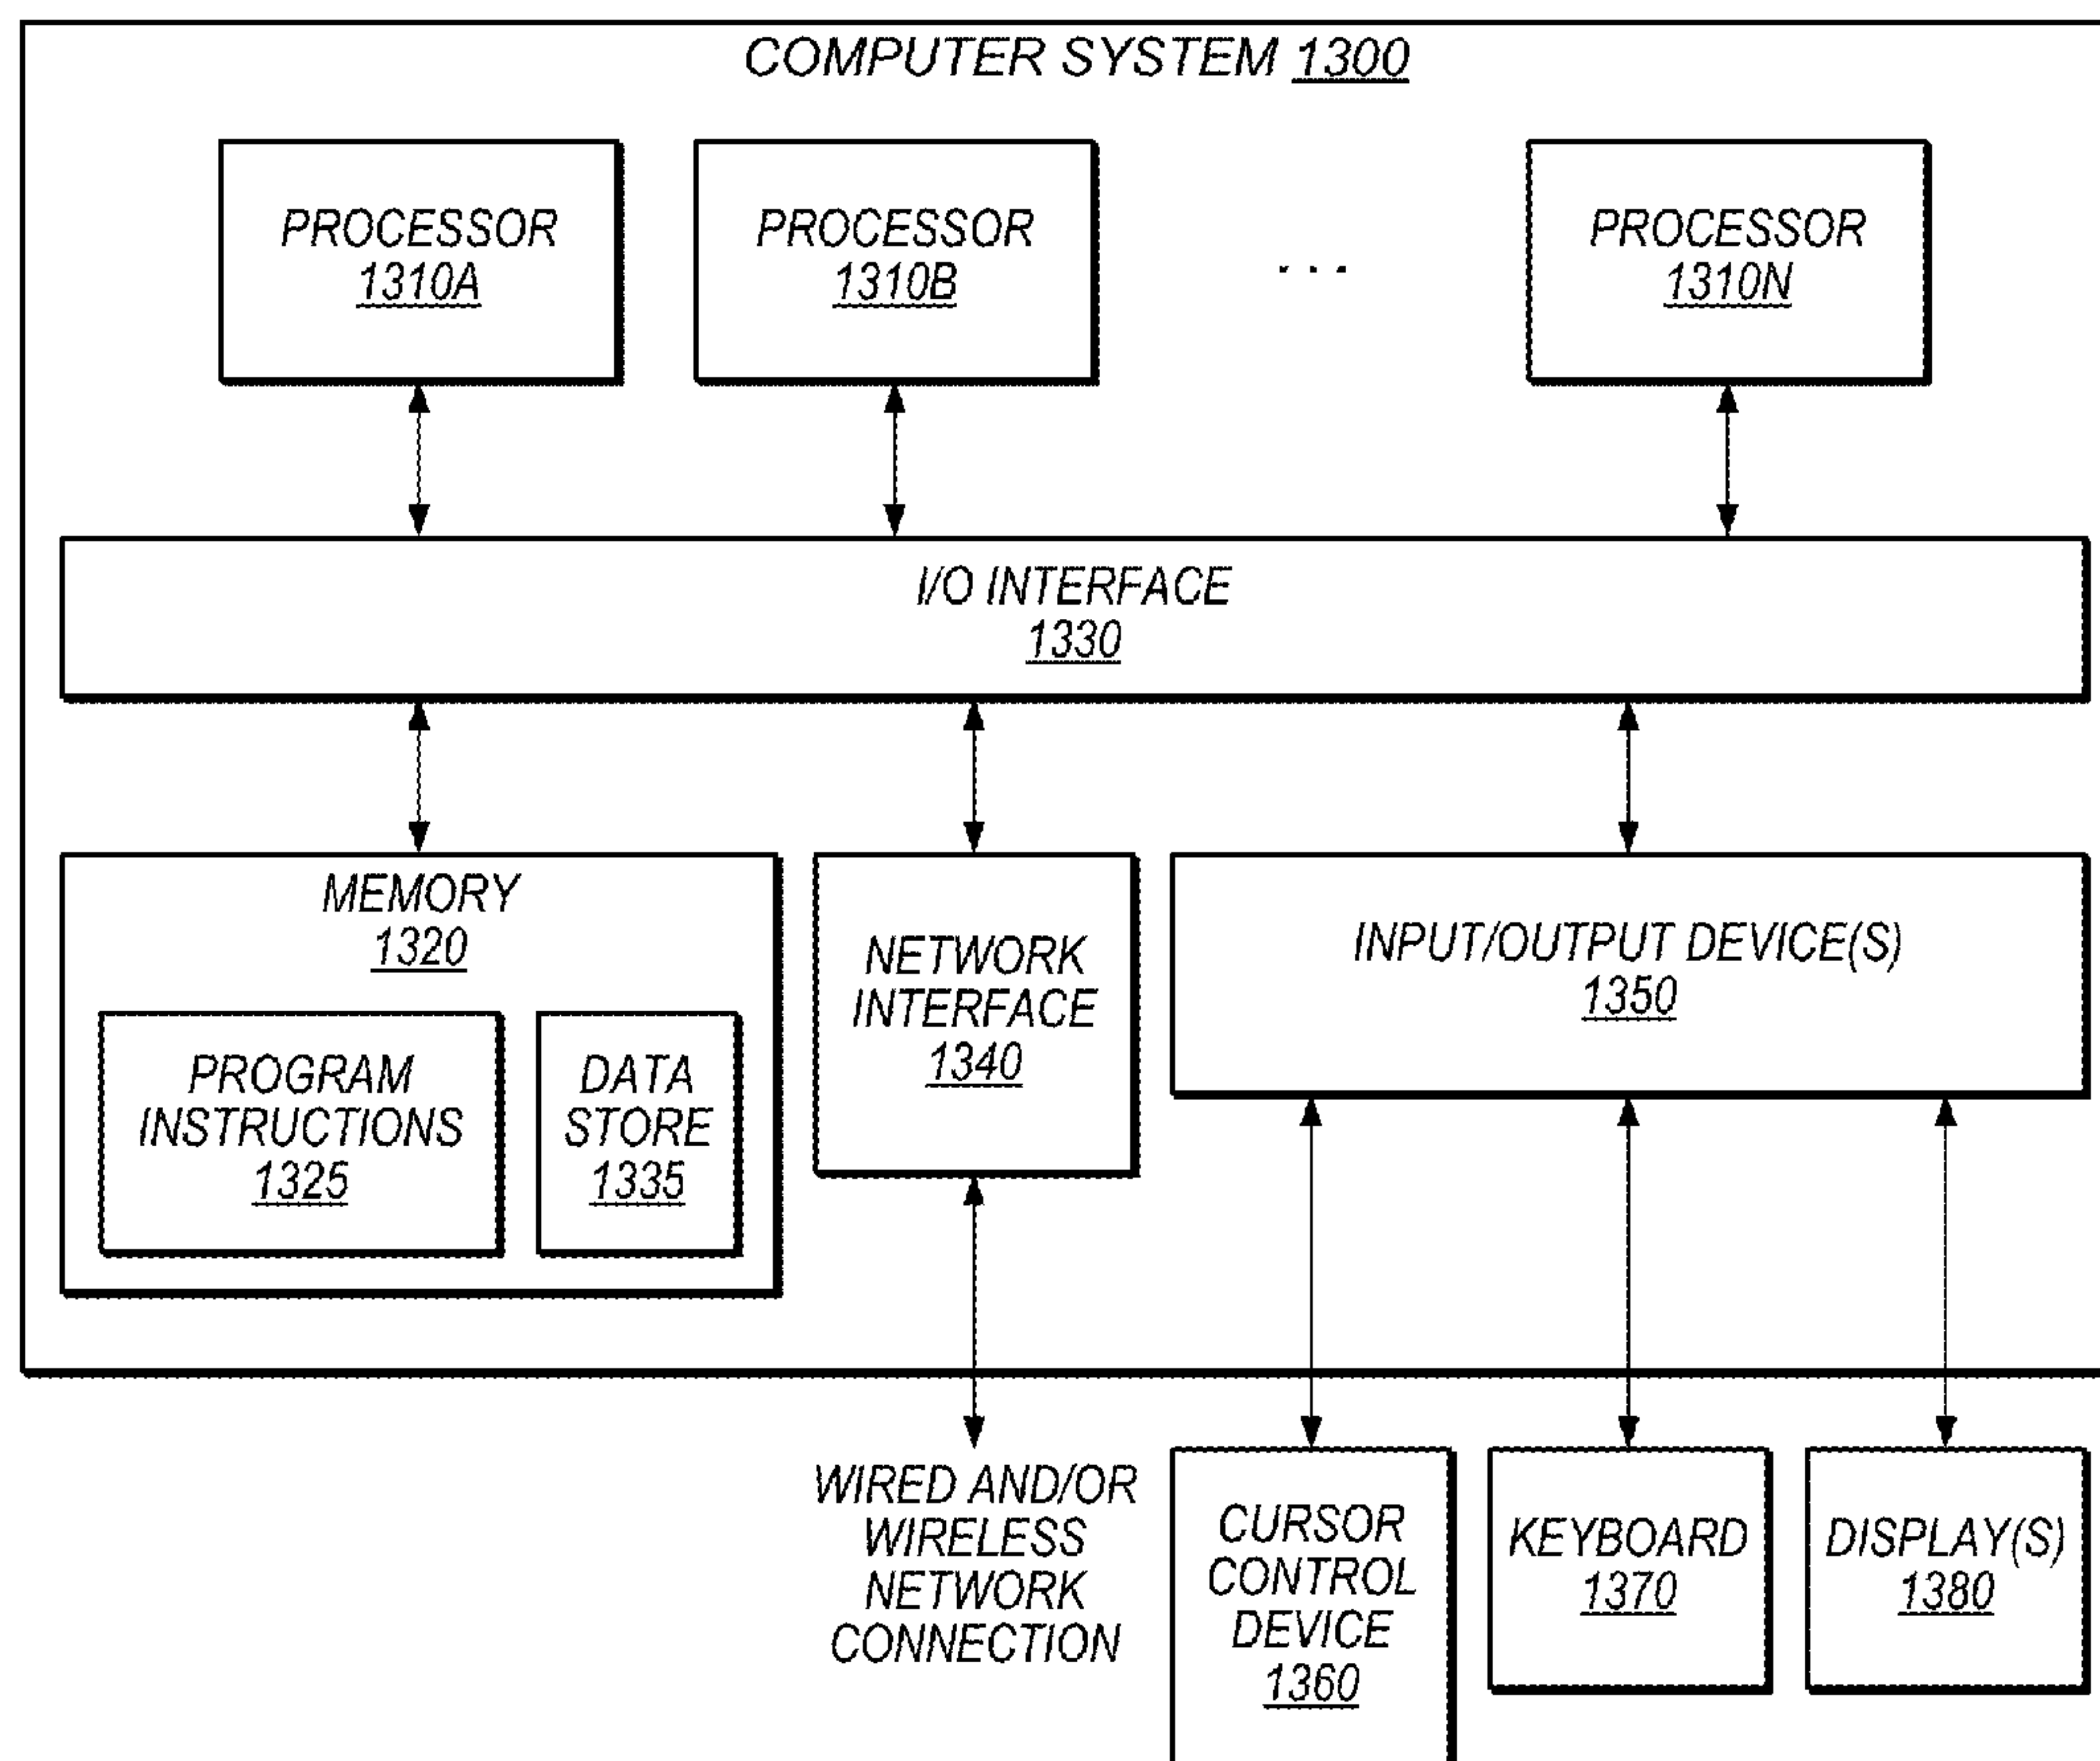 COMPUTER SYSTEM 1300
PROCESSOR
1310A
PROCESSOR
1310B
. . .
PROCESSOR
1310N
I/O INTERFACE
1330
MEMORY
1320
PROGRAM
INSTRUCTIONS
1325
DATA
STORE
1335
NETWORK
INTERFACE
1340
INPUT/OUTPUT DEVICE(S)
1350
WIRED AND/OR
WIRELESS
NETWORK
CONNECTION
CURSOR
CONTROL
DEVICE
1360
KEYBOARD
1370
DISPLAY(S)
1380